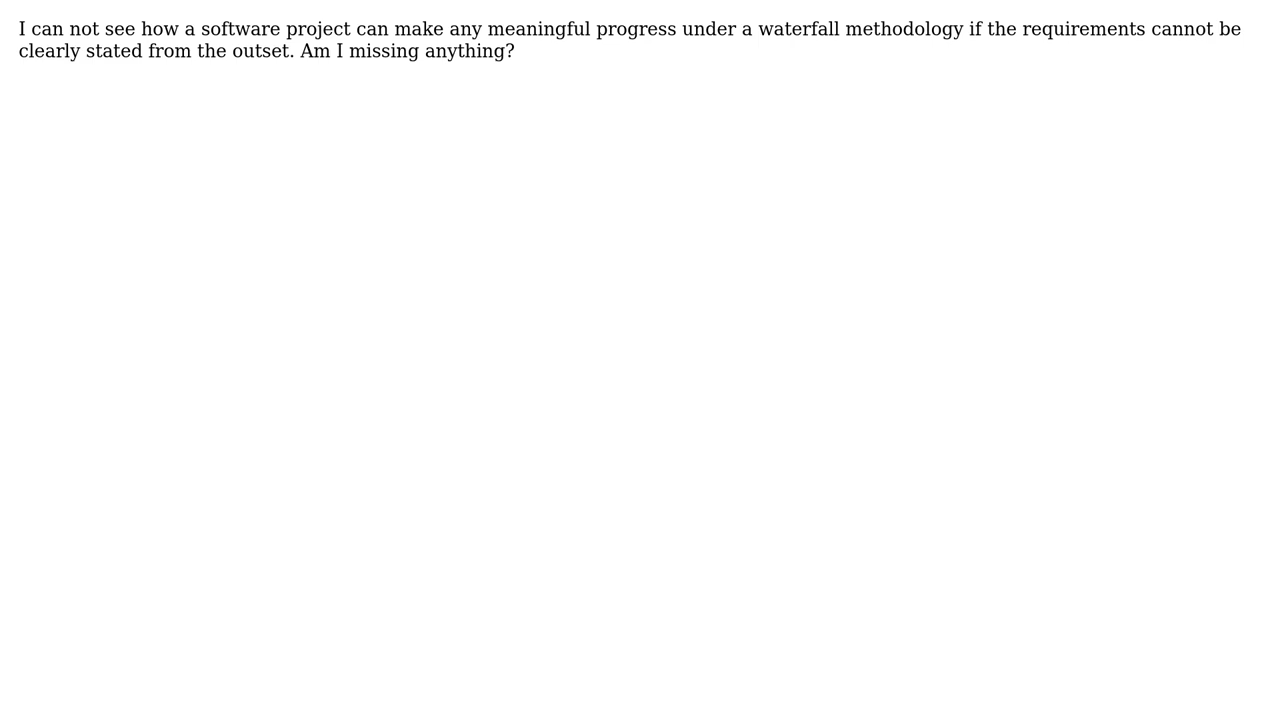 I can not see how a software project can make any meaningful progress under a waterfall methodology if the requirements cannot be
clearly stated from the outset. Am I missing anything?